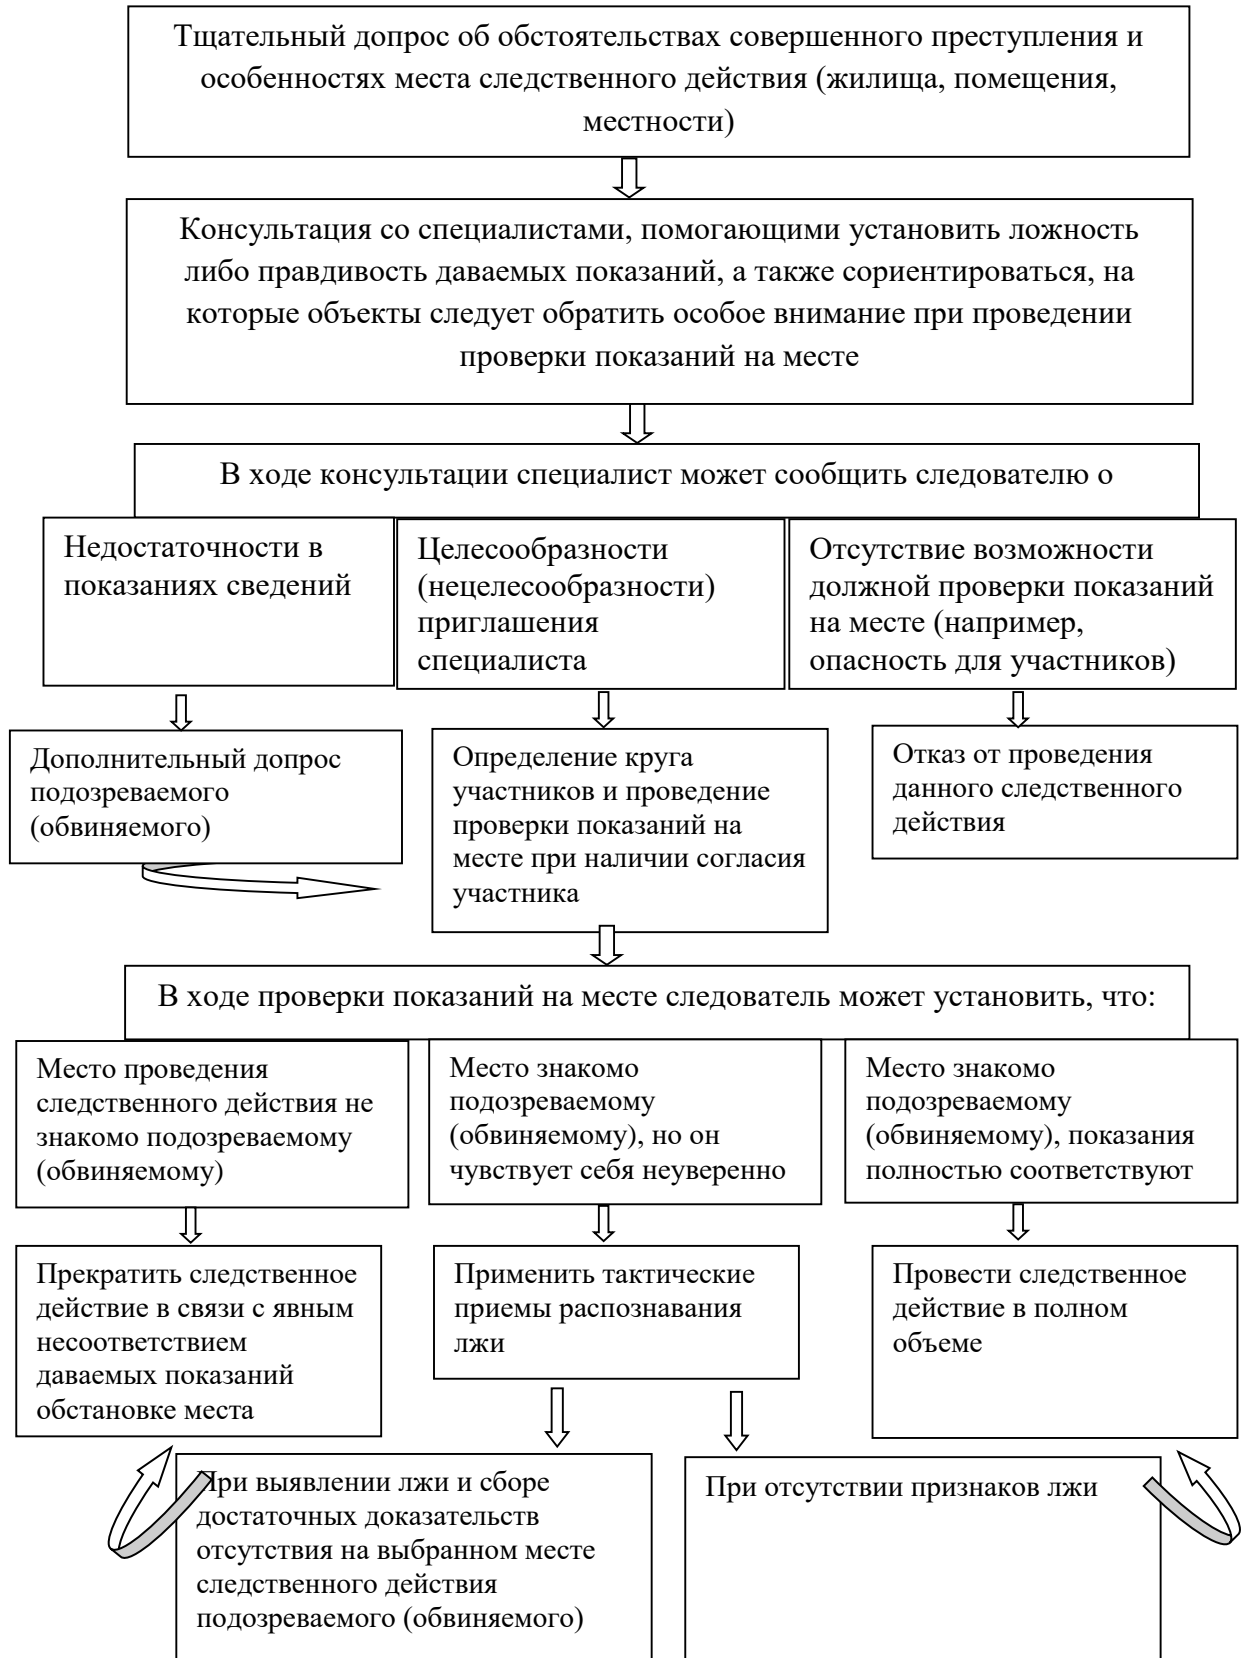 Тщательный допрос об обстоятельствах совершенного преступления и
особенностях места следственного действия (жилища, помещения,
местности)
Консультация со специалистами, помогающими установить ложность
либо правдивость даваемых показаний, а также сориентироваться, на
которые объекты следует обратить особое внимание при проведении
проверки показаний на месте
В ходе консультации специалист может сообщить следователю о
Недостаточности в
показаниях сведений
Целесообразности
(нецелесообразности)
приглашения
специалиста
Отсутствие возможности
должной проверки показаний
на месте (например,
опасность для участников)
Дополнительный допрос
подозреваемого
(обвиняемого)
Определение круга
участников и проведение
проверки показаний на
месте при наличии согласия
участника
Отказ от проведения
данного следственного
действия
В ходе проверки показаний на месте следователь может установить, что:
Место проведения
следственного действия не
знакомо подозреваемому
(обвиняемому)
Место знакомо
подозреваемому
(обвиняемому), но он
чувствует себя неуверенно
Место знакомо
подозреваемому
(обвиняемому), показания
полностью соответствуют
Прекратить следственное
действие в связи с явным
несоответствием
даваемых показаний
обстановке места
Применить тактические
приемы распознавания
лжи
Провести следственное
действие в полном
объеме
При выявлении лжи и сборе
достаточных доказательств
отсутствия на выбранном месте
следственного действия
подозреваемого (обвиняемого)
При отсутствии признаков лжи